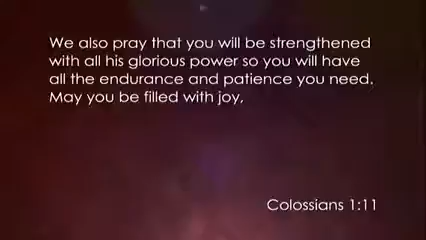 We also pray that you will be strengthened
with all his glorious power so you will have
all the endurance and patience you need.
May you be filled with joy,
Colossians 1:11